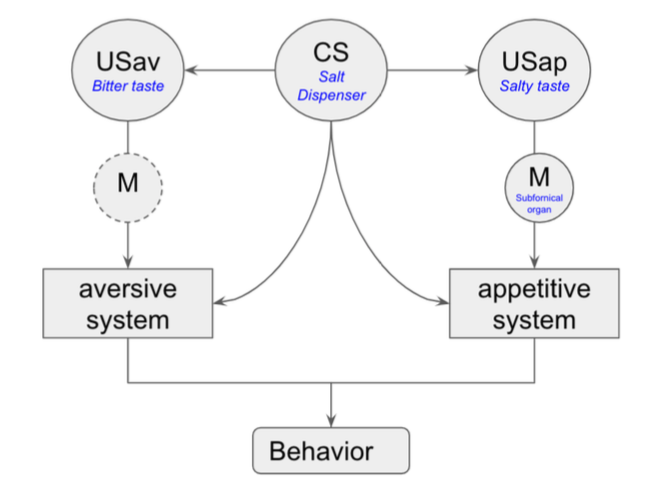 USav
Bitter taste
CS
Salt
Dispenser
USap
Salty taste
M
M
Subfornical
organ
aversive
system
appetitive
system
Behavior